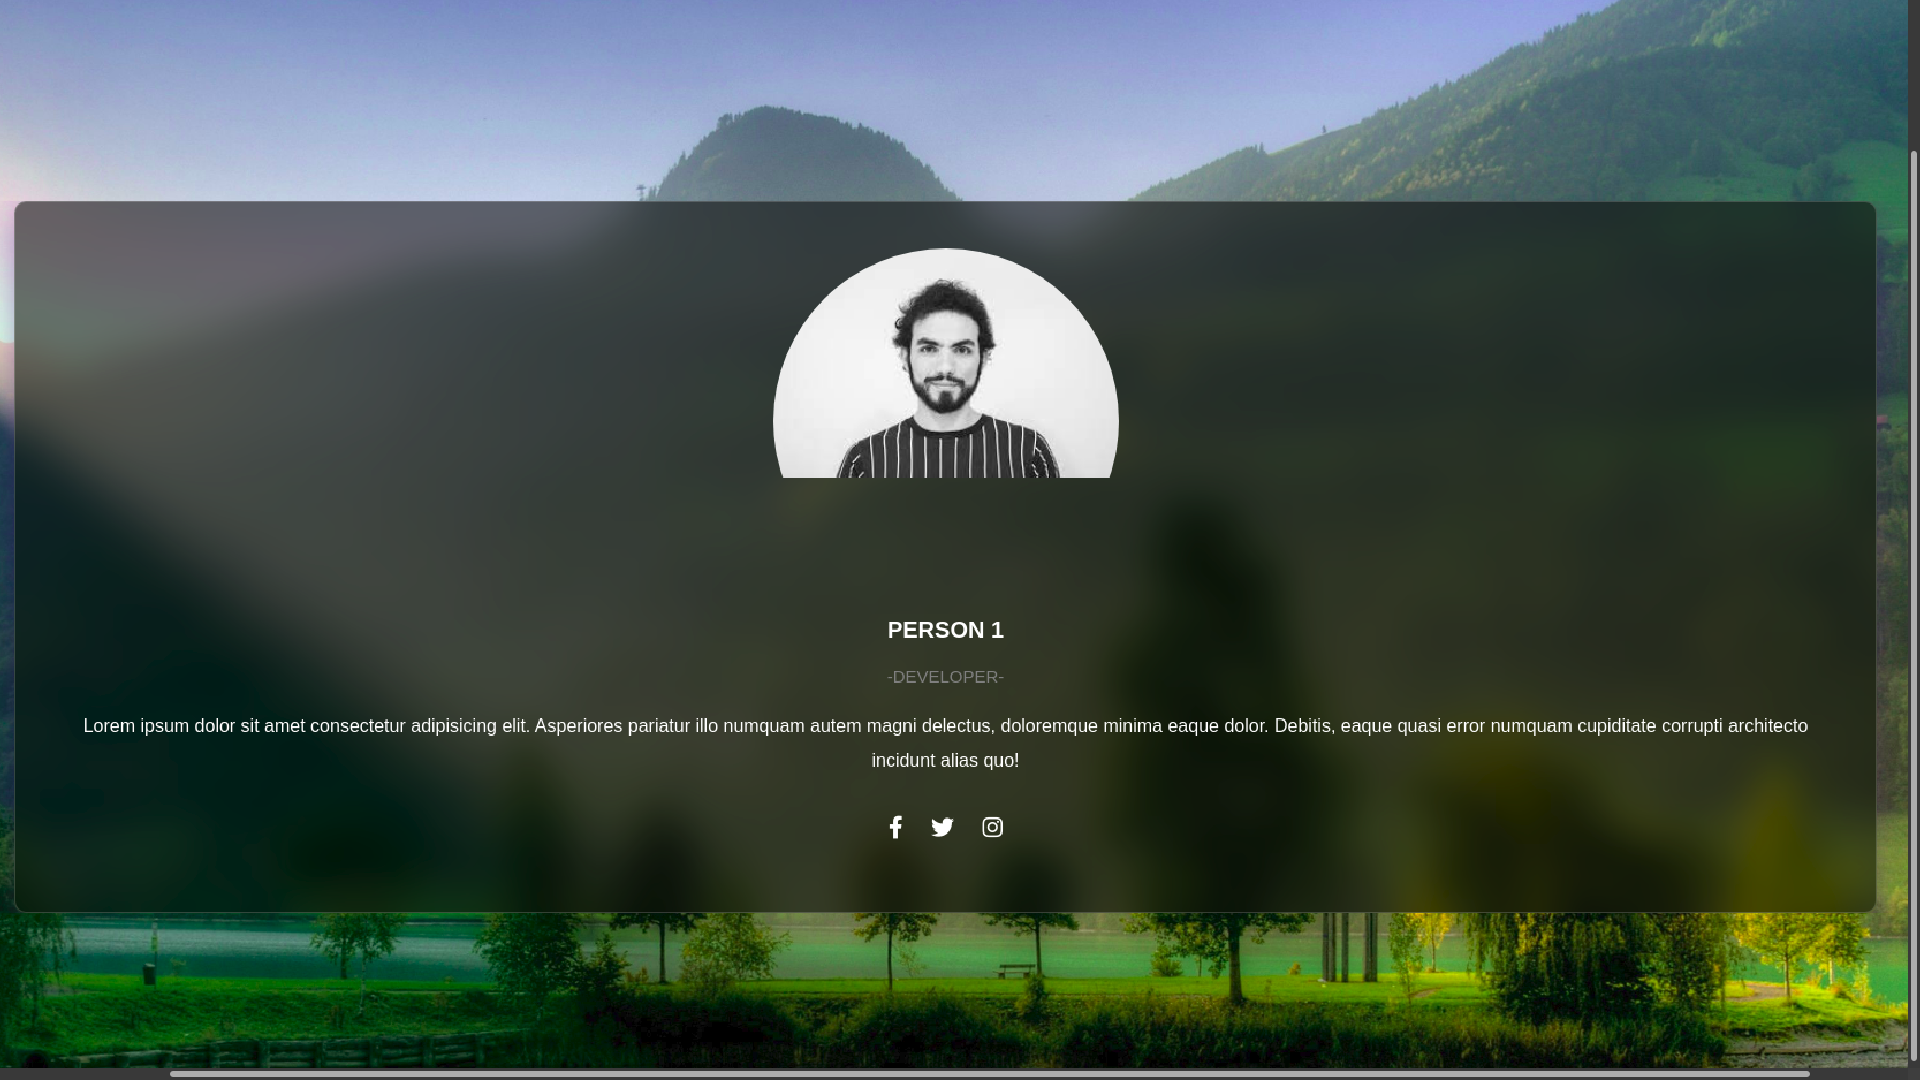 PERSON 1
-DEVELOPER-
Lorem ipsum dolor sit amet consectetur adipisicing elit. Asperiores pariatur illo numquam autem magni delectus, doloremque minima eaque dolor. Debitis, eaque quasi error numquam cupiditate corrupti architecto
incidunt alias quo!